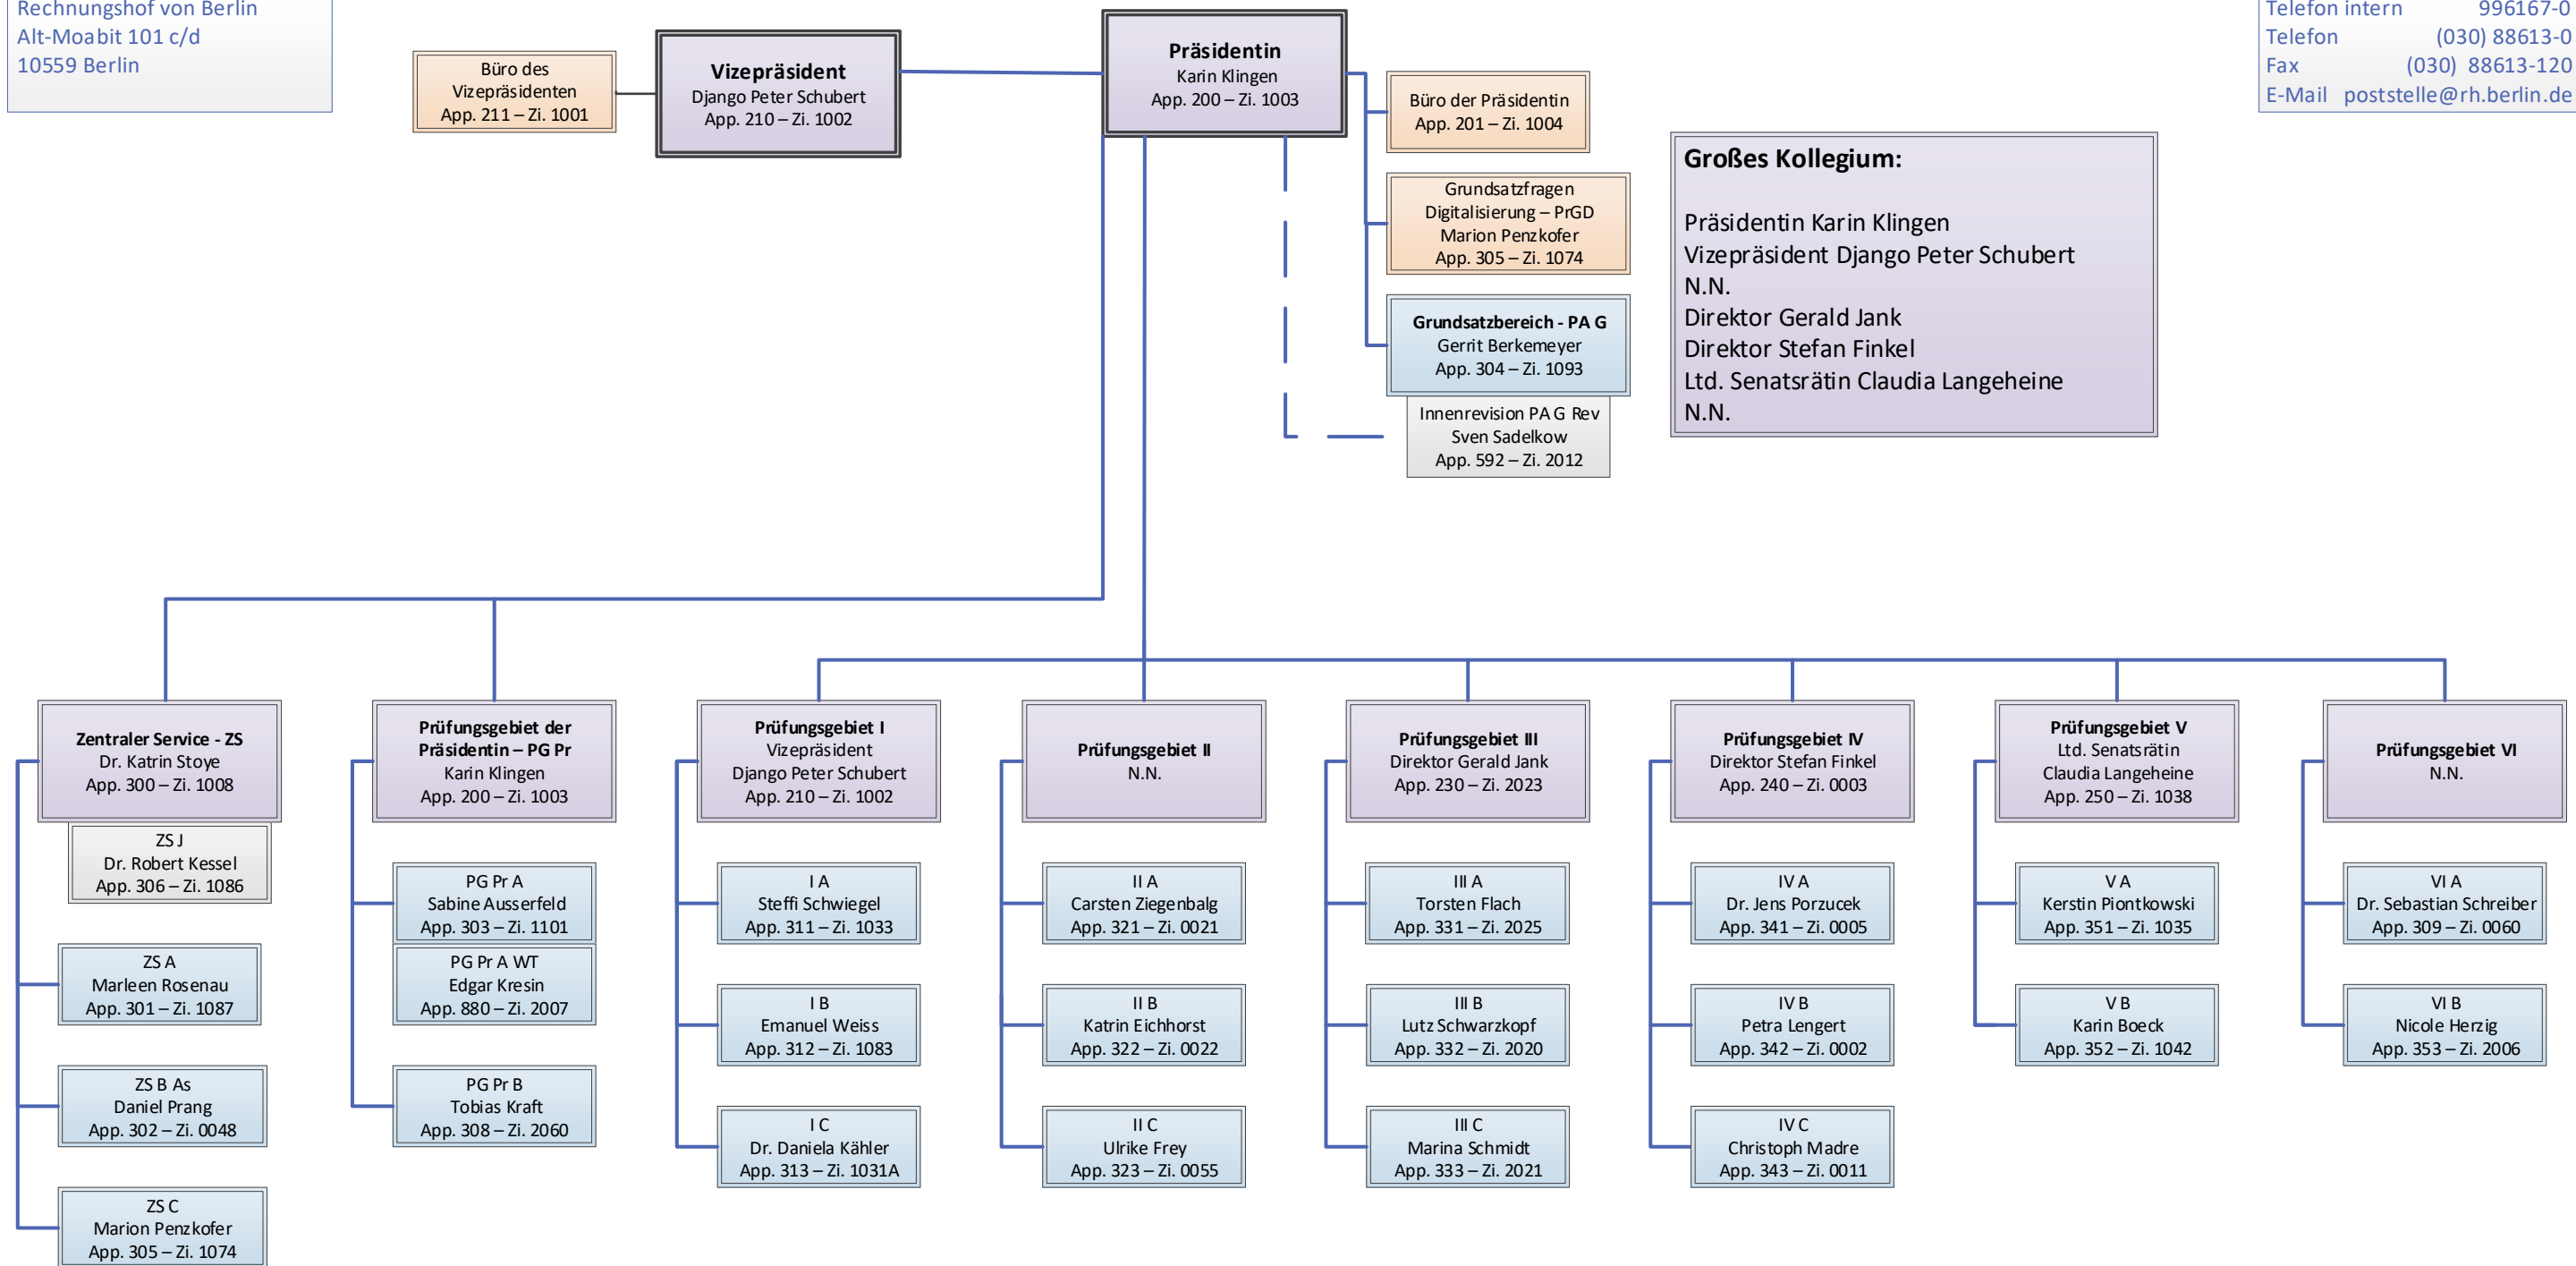 Rechnungshof von Berlin
Alt-Moabit 101 c/d
10559 Berlin
Telefon intern 996167-0
Telefon (030) 88613-0
Fax (030) 88613-120
E-Mail poststelle@rh.berlin.de
Büro des
Vizepräsidenten
App. 211 – Zi. 1001
Vizepräsident
Django Peter Schubert
App. 210 – Zi. 1002
Präsidentin
Karin Klingen
App. 200 – Zi. 1003
Büro der Präsidentin
App. 201 – Zi. 1004
Grundsatzfragen
Digitalisierung – PrGD
Marion Penzkofer
App. 305 – Zi. 1074
Grundsatzbereich - PA G
Gerrit Berkemeyer
App. 304 – Zi. 1093
Innenrevision PA G Rev
Sven Sadelkow
App. 592 – Zi. 2012
Großes Kollegium:
Präsidentin Karin Klingen
Vizepräsident Django Peter Schubert
N.N.
Direktor Gerald Jank
Direktor Stefan Finkel
Ltd. Senatsrätin Claudia Langeheine
N.N.
Zentraler Service - ZS
Dr. Katrin Stoye
App. 300 – Zi. 1008
ZS J
Dr. Robert Kessel
App. 306 – Zi. 1086
ZS A
Marleen Rosenau
App. 301 – Zi. 1087
ZS B As
Daniel Prang
App. 302 – Zi. 0048
ZS C
Marion Penzkofer
App. 305 – Zi. 1074
Prüfungsgebiet der
Präsidentin – PG Pr
Karin Klingen
App. 200 – Zi. 1003
PG Pr A
Sabine Ausserfeld
App. 303 – Zi. 1101
PG Pr A WT
Edgar Kresin
App. 880 – Zi. 2007
PG Pr B
Tobias Kraft
App. 308 – Zi. 2060
Prüfungsgebiet I
Vizepräsident
Django Peter Schubert
App. 210 – Zi. 1002
I A
Steffi Schwiegel
App. 311 – Zi. 1033
I B
Emanuel Weiss
App. 312 – Zi. 1083
I C
Dr. Daniela Kähler
App. 313 – Zi. 1031A
Prüfungsgebiet II
N.N.
II A
Carsten Ziegenbalg
App. 321 – Zi. 0021
II B
Katrin Eichhorst
App. 322 – Zi. 0022
II C
Ulrike Frey
App. 323 – Zi. 0055
Prüfungsgebiet III
Direktor Gerald Jank
App. 230 – Zi. 2023
III A
Torsten Flach
App. 331 – Zi. 2025
III B
Lutz Schwarzkopf
App. 332 – Zi. 2020
III C
Marina Schmidt
App. 333 – Zi. 2021
Prüfungsgebiet IV
Direktor Stefan Finkel
App. 240 – Zi. 0003
IV A
Dr. Jens Porzucek
App. 341 – Zi. 0005
IV B
Petra Lengert
App. 342 – Zi. 0002
IV C
Christoph Madre
App. 343 – Zi. 0011
Prüfungsgebiet V
Ltd. Senatsrätin
Claudia Langeheine
App. 250 – Zi. 1038
V A
Kerstin Piontkowski
App. 351 – Zi. 1035
V B
Karin Boeck
App. 352 – Zi. 1042
Prüfungsgebiet VI
N.N.
VI A
Dr. Sebastian Schreiber
App. 309 – Zi. 0060
VI B
Nicole Herzig
App. 353 – Zi. 2006